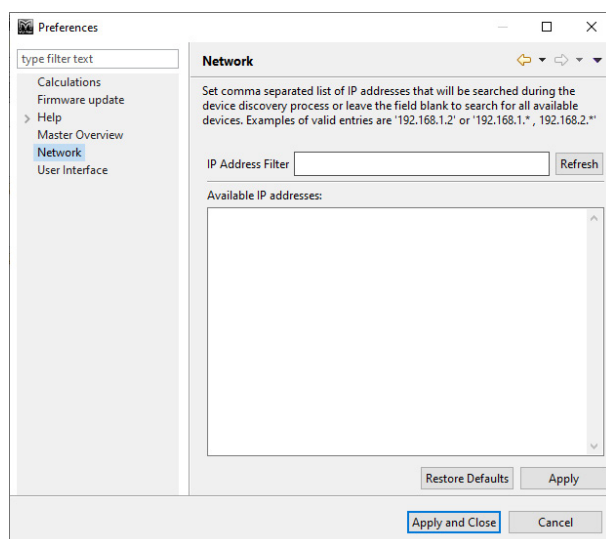 Preferences
type filter text
Calculations
Firmware update
Help
Master Overview
Network
User Interface
Network
Set comma separated list of IP addresses that will be searched during the
device discovery process or leave the field blank to search for all available
devices. Examples of valid entries are '192.168.1.2' or '192.168.1.* , 192.168.2.*'
IP Address Filter
Refresh
Available IP addresses:
Restore Defaults
Apply
Apply and Close
Cancel